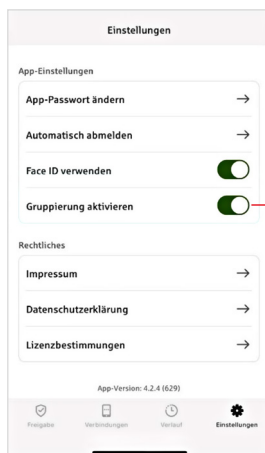 Einstellungen
App-Einstellungen
App-Passwort ändern
Automatisch abmelden
Face ID verwenden
Gruppierung aktivieren
Rechtliches
Impressum
Datenschutzerklärung
Lizenzbestimmungen
App-Version: 4.2.4 (629)
Freigabe Verbindungen Verlauf Einstellungen